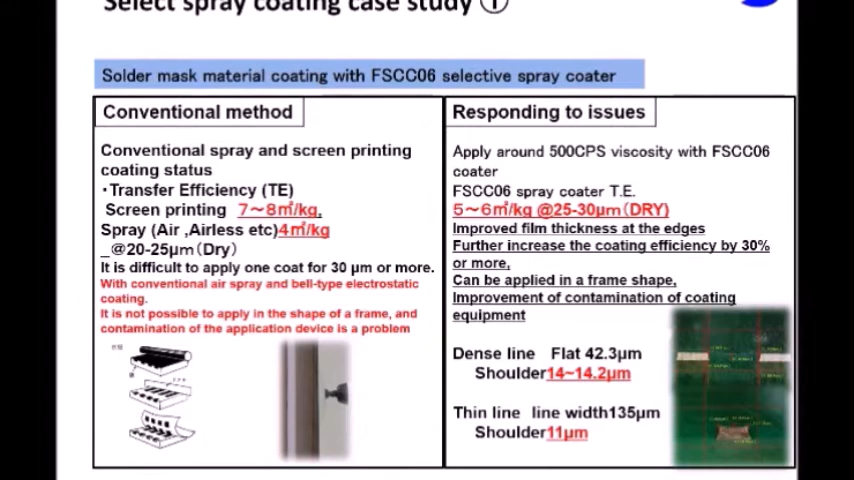 Select spray coating case study ①
Solder mask material coating with FSCC06 selective spray coater
Conventional method
Conventional spray and screen printing
coating status
・Transfer Efficiency (TE)
Screen printing 7～8㎡/kg,
Spray (Air ,Airless etc)4㎡/kg
_@20-25μm(Dry)
It is difficult to apply one coat for 30 μm or more.
With conventional air spray and bell-type electrostatic
coating.
It is not possible to apply in the shape of a frame, and
contamination of the application device is a problem
Responding to issues
Apply around 500CPS viscosity with FSCC06
coater
FSCC06 spray coater T.E.
5～6㎡/kg @25-30μm(DRY)
Improved film thickness at the edges
Further increase the coating efficiency by 30%
or more,
Can be applied in a frame shape,
Improvement of contamination of coating
equipment
Dense line Flat 42.3μm
Shoulder14~14.2μm
Thin line line width135μm
Shoulder11μm